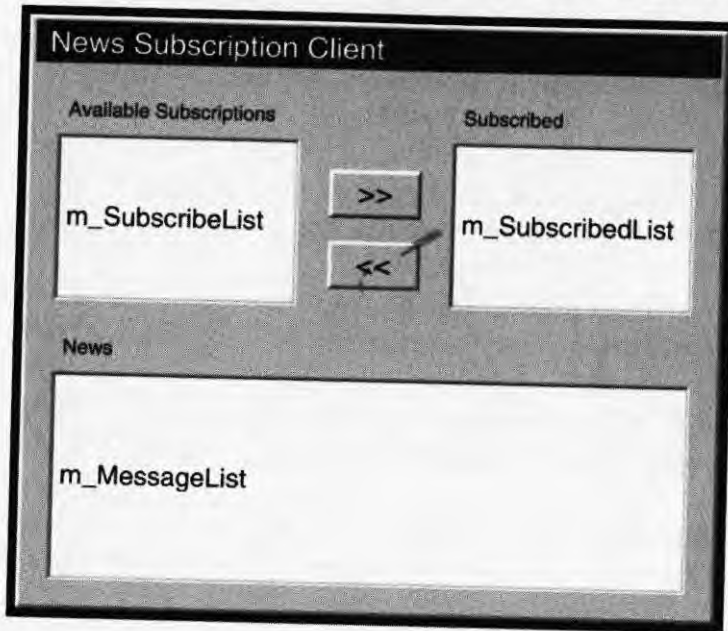 News Subscription Client
Available Subscriptions
Subscribed
m_SubscribeList
>>
m_SubscribedList
<<
News
m_MessageList